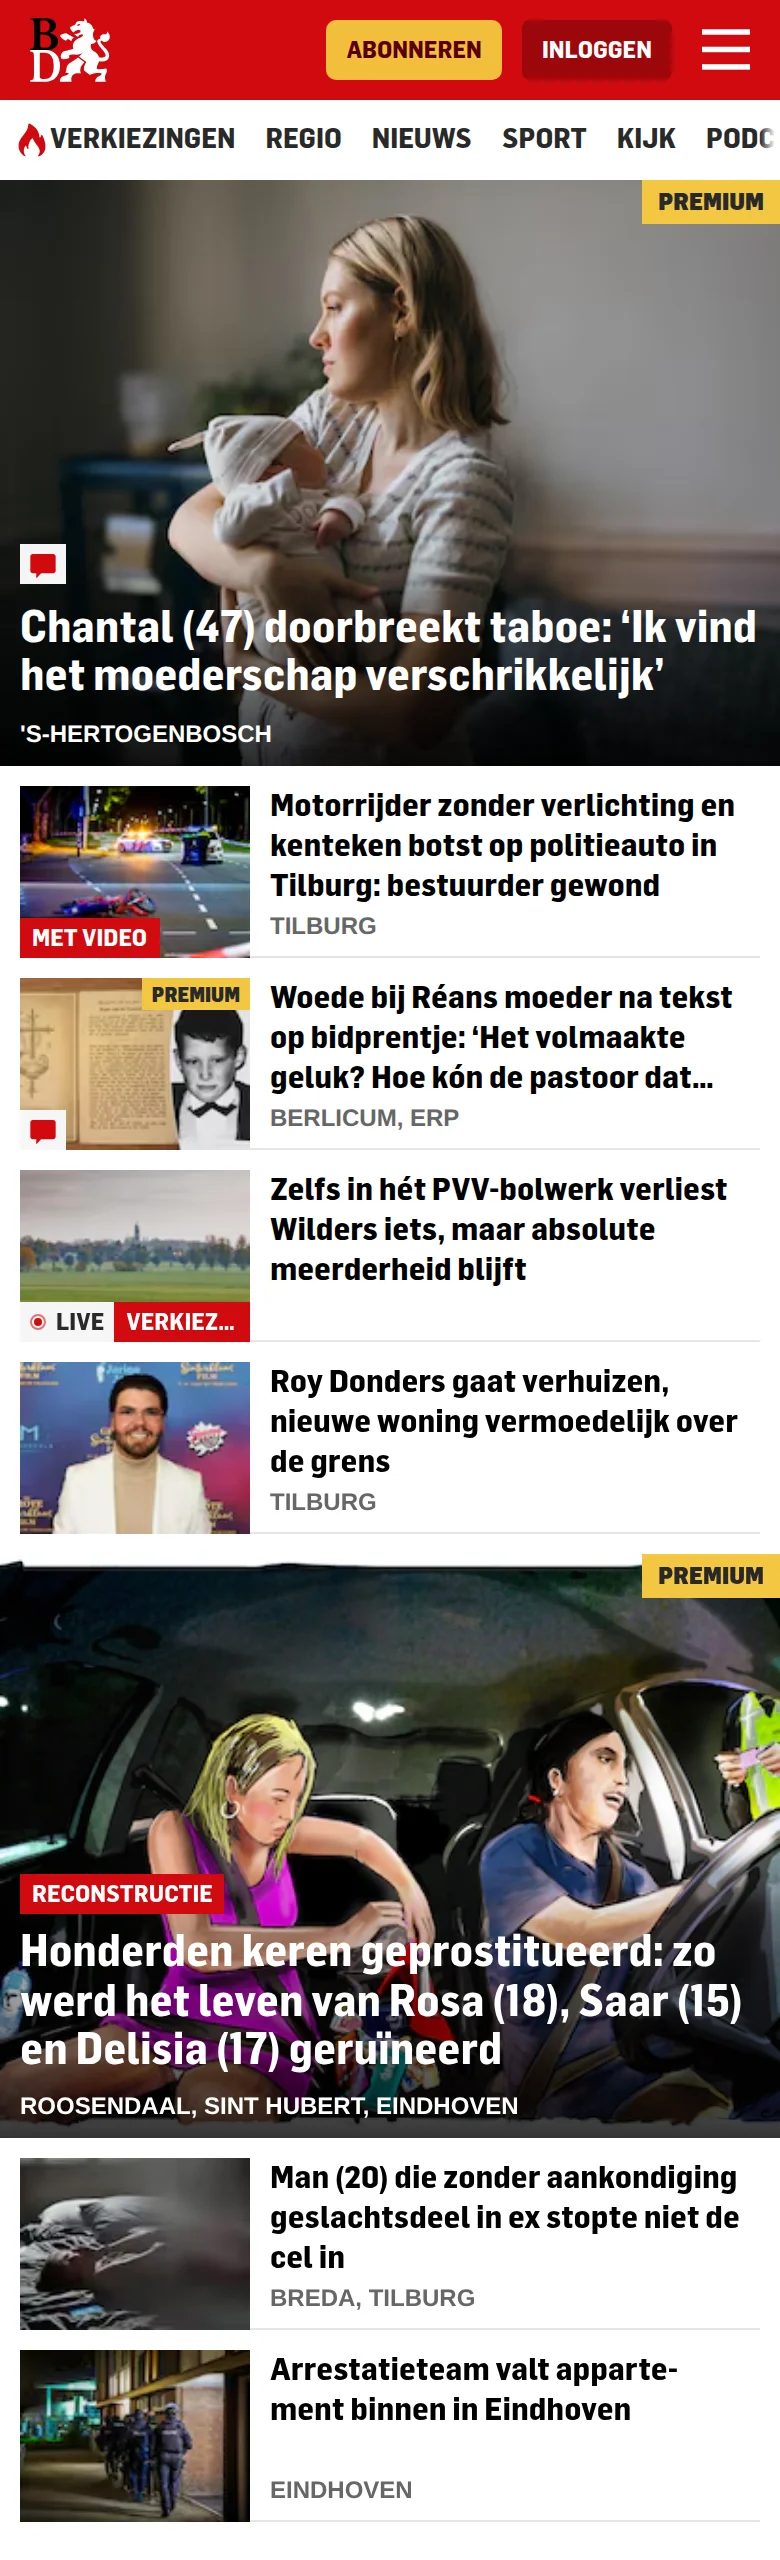 BD
ABONNEREN
INLOGGEN
VERKIEZINGEN REGIO NIEUWS SPORT KIJK PODC
PREMIUM
Chantal (47) doorbreekt taboe: ‘Ik vind
het moederschap verschrikkelijk’
'S-HERTOGENBOSCH
MET VIDEO
Motorrijder zonder verlichting en
kenteken botst op politieauto in
Tilburg: bestuurder gewond
TILBURG
PREMIUM
Woede bij Réans moeder na tekst
op bidprentje: ‘Het volmaakte
geluk? Hoe kón de pastoor dat...
BERLICUM, ERP
LIVE VERKIEZ...
Zelfs in hét PVV-bolwerk verliest
Wilders iets, maar absolute
meerderheid blijft
Roy Donders gaat verhuizen,
nieuwe woning vermoedelijk over
de grens
TILBURG
PREMIUM
RECONSTRUCTIE
Honderden keren geprostitueerd: zo
werd het leven van Rosa (18), Saar (15)
en Delisia (17) geruïneerd
ROOSENDAAL, SINT HUBERT, EINDHOVEN
Man (20) die zonder aankondiging
geslachtsdeel in ex stopte niet de
cel in
BREDA, TILBURG
Arrestatieteam valt apparte-
ment binnen in Eindhoven
EINDHOVEN